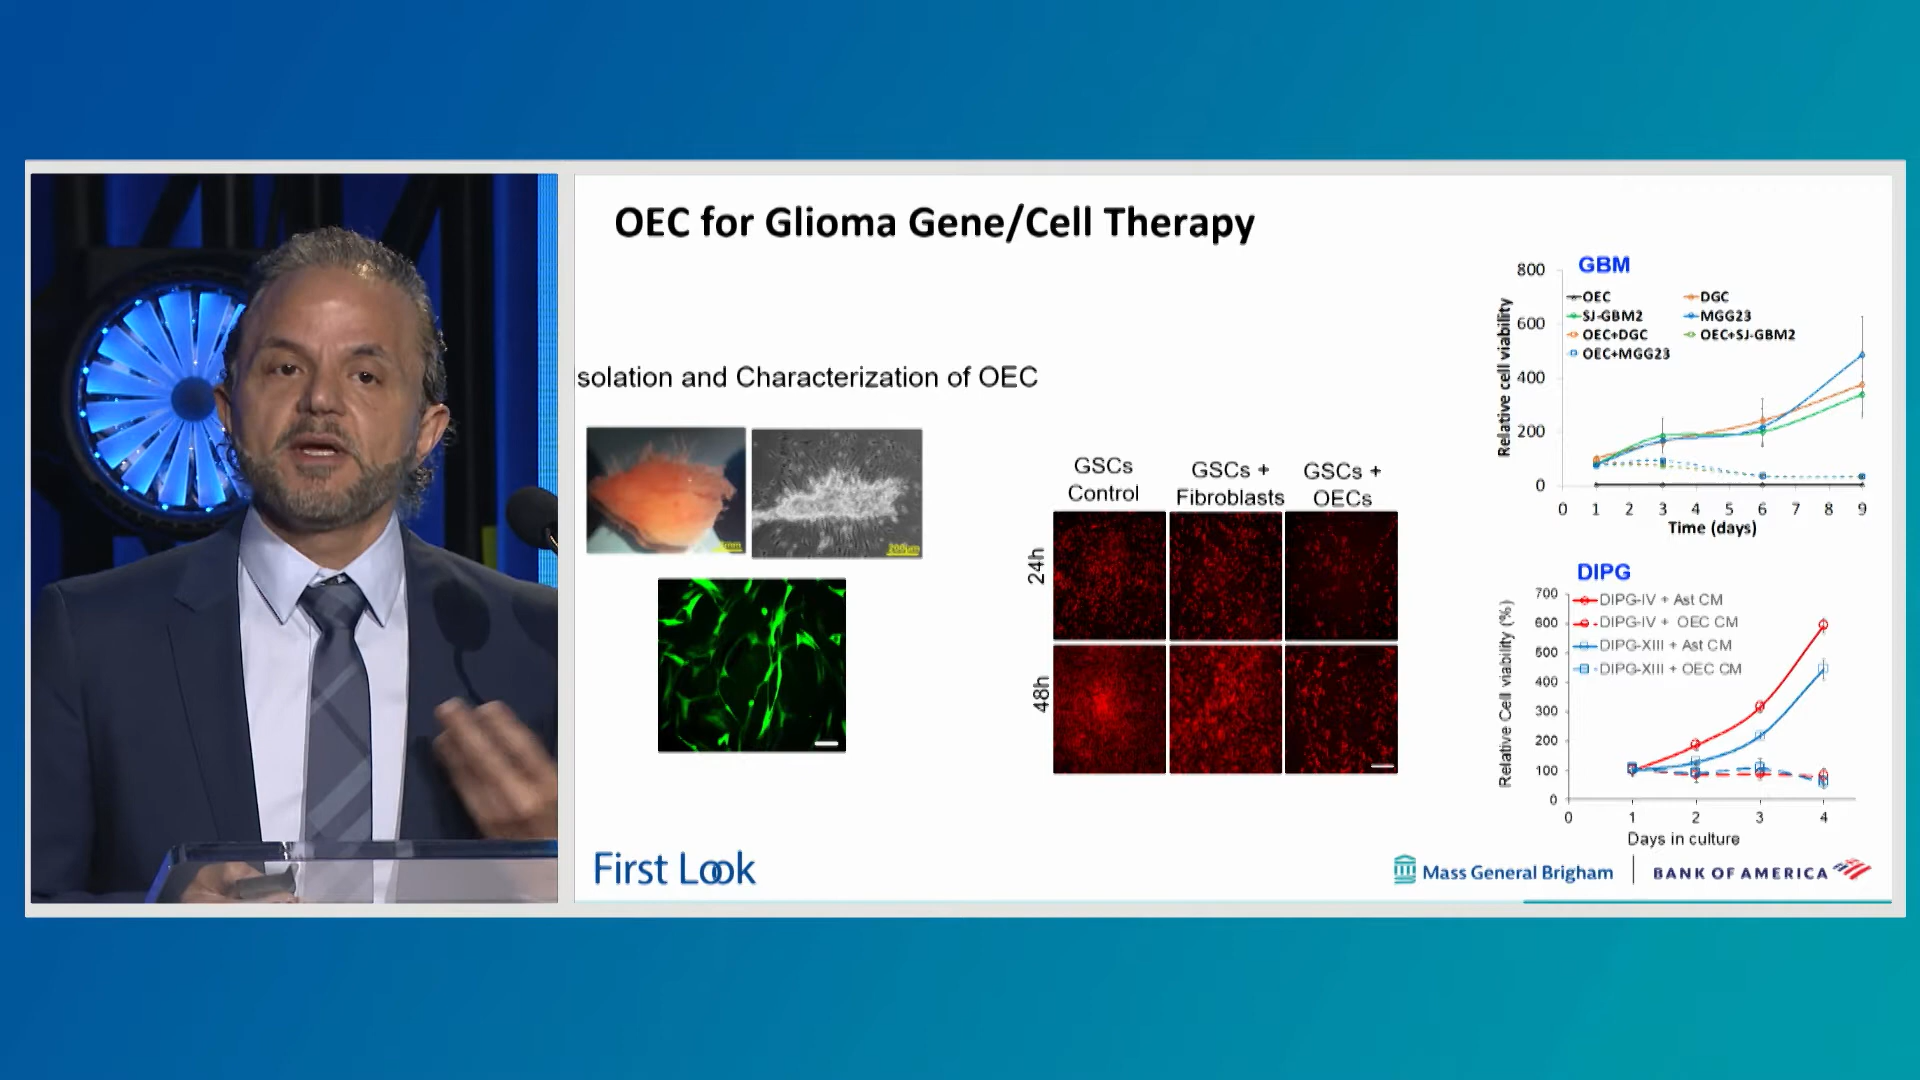 OEC for Glioma Gene/Cell Therapy
solation and Characterization of OEC
200μm
GSCs
Control
GSCs +
Fibroblasts
GSCs +
OECs
24h
48h
GBM
Relative cell viability
800
600
400
200
0
OEC
DGC
SJ-GBM2
MGG23
OEC+DGC
OEC+SJ-GBM2
OEC+MGG23
0 1 2 3 4 5 6 7 8 9
Time (days)
DIPG
Relative Cell viability (%)
700
600
500
400
300
200
100
0
DIPG-IV + Ast CM
DIPG-IV + OEC CM
DIPG-XIII + Ast CM
DIPG-XIII + OEC CM
0 1 2 3 4
Days in culture
First Look
Mass General Brigham
BANK OF AMERICA